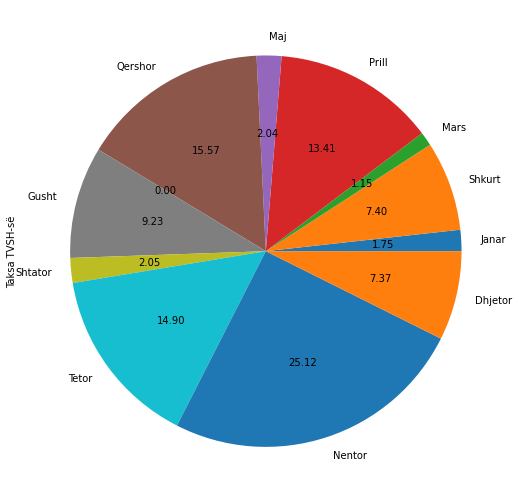 Maj
Prill
Qershor
Mars
Shkurt
Janar
Gusht
Shtator
Tetor
Nentor
Dhjetor
Taksa TVSH-së
2.04
13.41
15.57
1.15
0.00
7.40
9.23
1.75
2.05
7.37
14.90
25.12